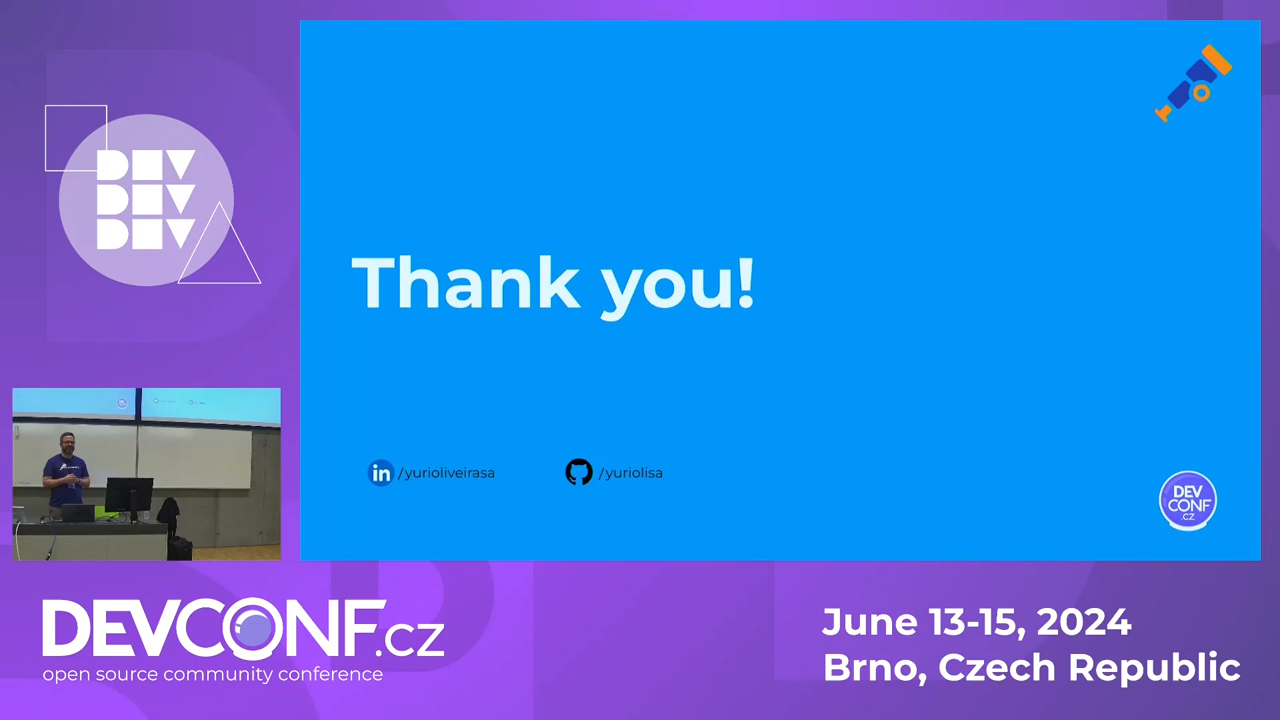 DEV
DEV
DEV
Thank you!
/yurioliveirasa
/yuriolisa
in
DEV
CONF
.CZ
DEVCONF.cz
open source community conference
June 13-15, 2024
Brno, Czech Republic